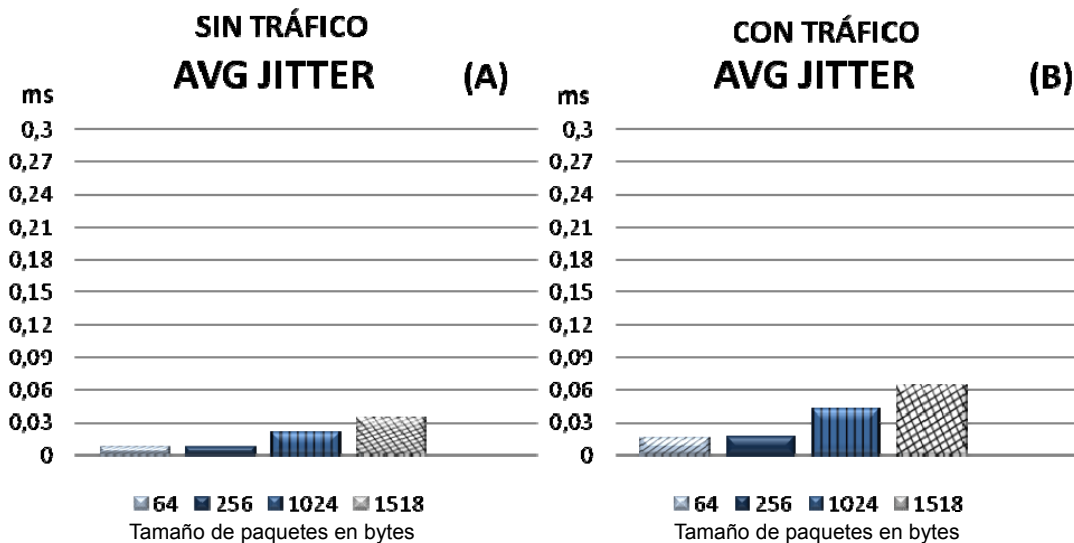 SIN TRÁFICO
AVG JITTER (A)
ms
0,3
0,27
0,24
0,21
0,18
0,15
0,12
0,09
0,06
0,03
0
64 256 1024 1518
Tamaño de paquetes en bytes
CON TRÁFICO
AVG JITTER (B)
ms
0,3
0,27
0,24
0,21
0,18
0,15
0,12
0,09
0,06
0,03
0
64 256 1024 1518
Tamaño de paquetes en bytes